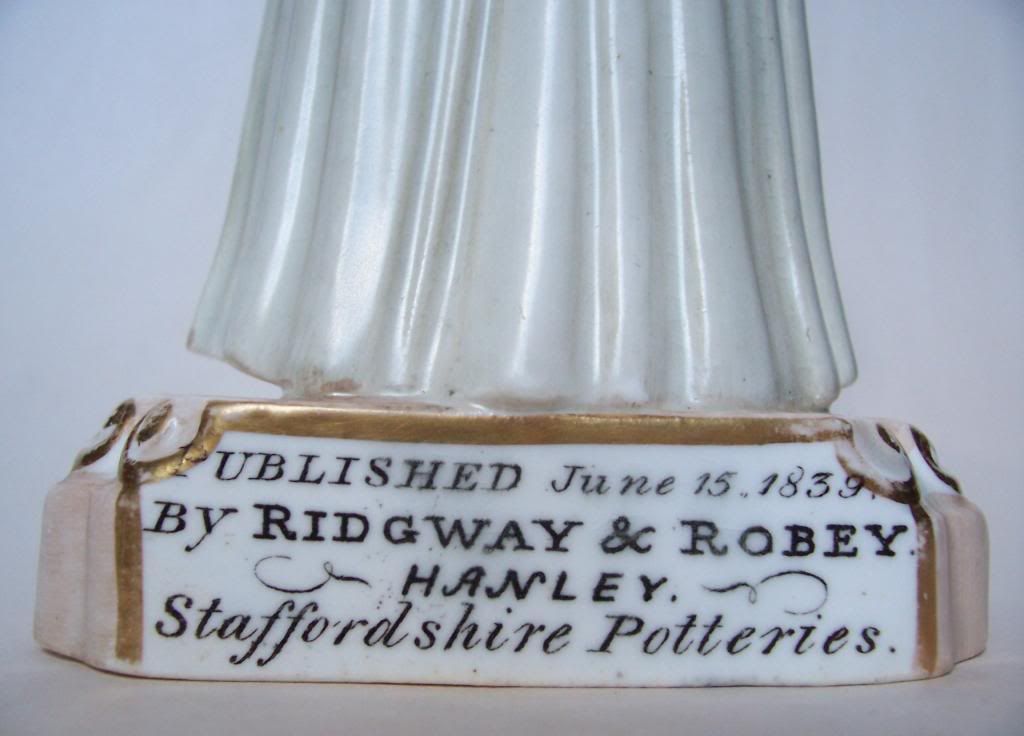 PUBLISHED June 15. 1839.
By RIDGWAY & ROBEY.
HANLEY.
Staffordshire Potteries.